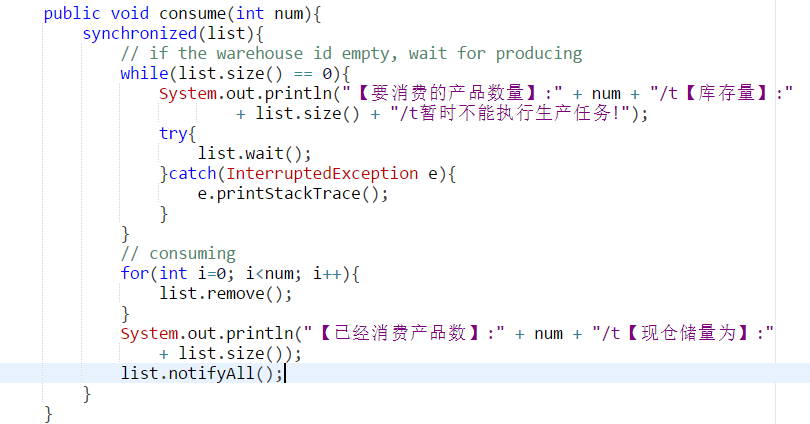 public void consume(int num){
synchronized(list){
// if the warehouse id empty, wait for producing
while(list.size() == 0){
System.out.println("【要消费的产品数量】:" + num + "/t【库存量】:"
+ list.size() + "/t暂时不能执行生产任务!");
try{
list.wait();
}catch(InterruptedException e){
e.printStackTrace();
}
}
// consuming
for(int i=0; i<num; i++){
list.remove();
}
System.out.println("【已经消费产品数】:" + num + "/t【现仓储量为】:"
+ list.size());
list.notifyAll();
}
}